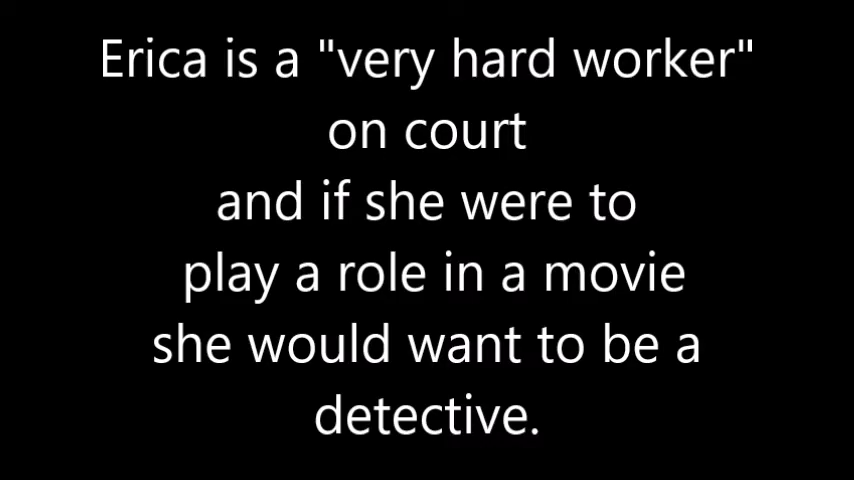 Erica is a "very hard worker"
on court
and if she were to
play a role in a movie
she would want to be a
detective.